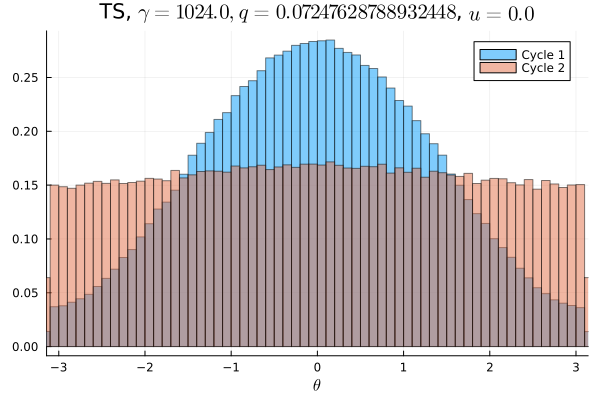 TS, γ = 1024.0, q = 0.07247628788932448, u = 0.0
Cycle 1
Cycle 2
0.25
0.20
0.15
0.10
0.05
0.00
−3 −2 −1 0 1 2 3
θ